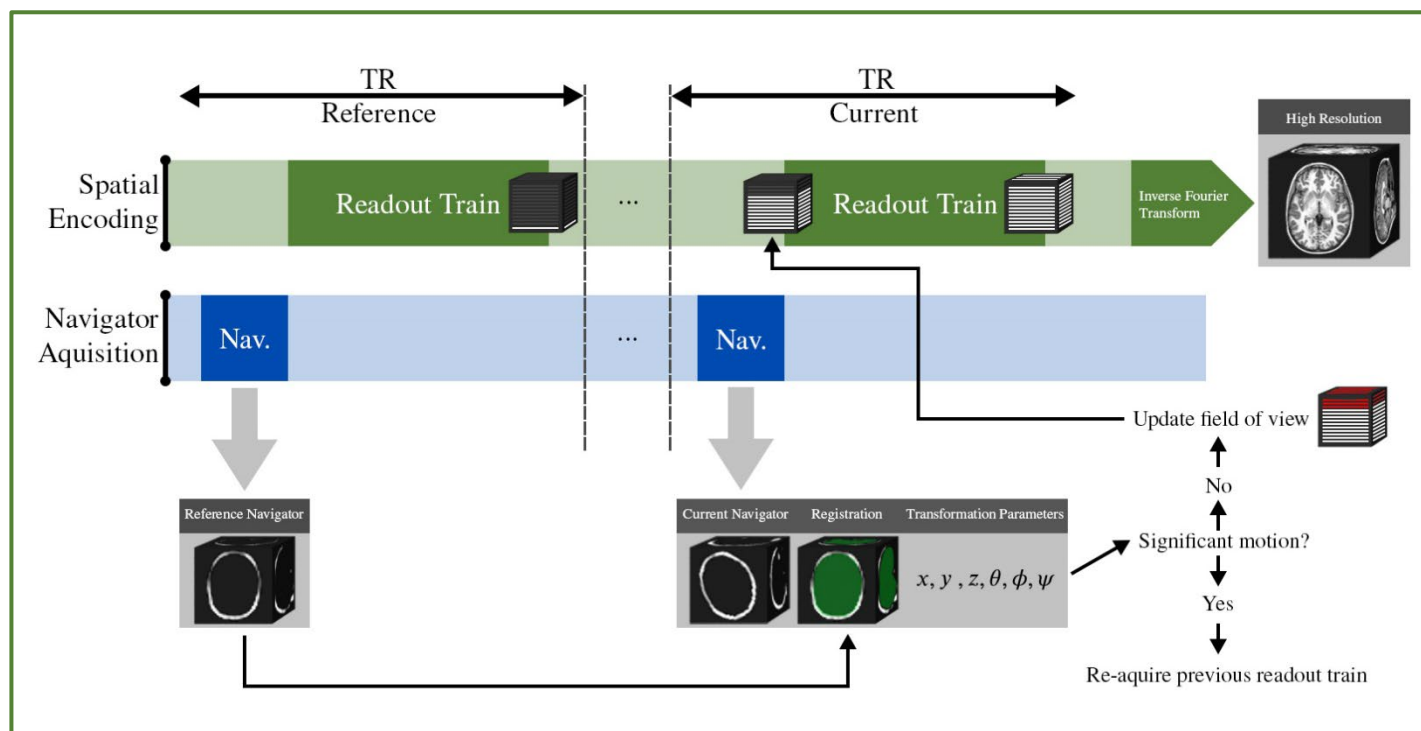 TR
Reference
TR
Current
High Resolution
Spatial
Encoding
Readout Train
...
Readout Train
Inverse Fourier
Transform
Navigator
Aquisition
Nav.
...
Nav.
Update field of view
No
Reference Navigator
Current Navigator
Registration
Transformation Parameters
Significant motion?
x, y , z, θ, ϕ, ψ
Yes
Re-aquire previous readout train